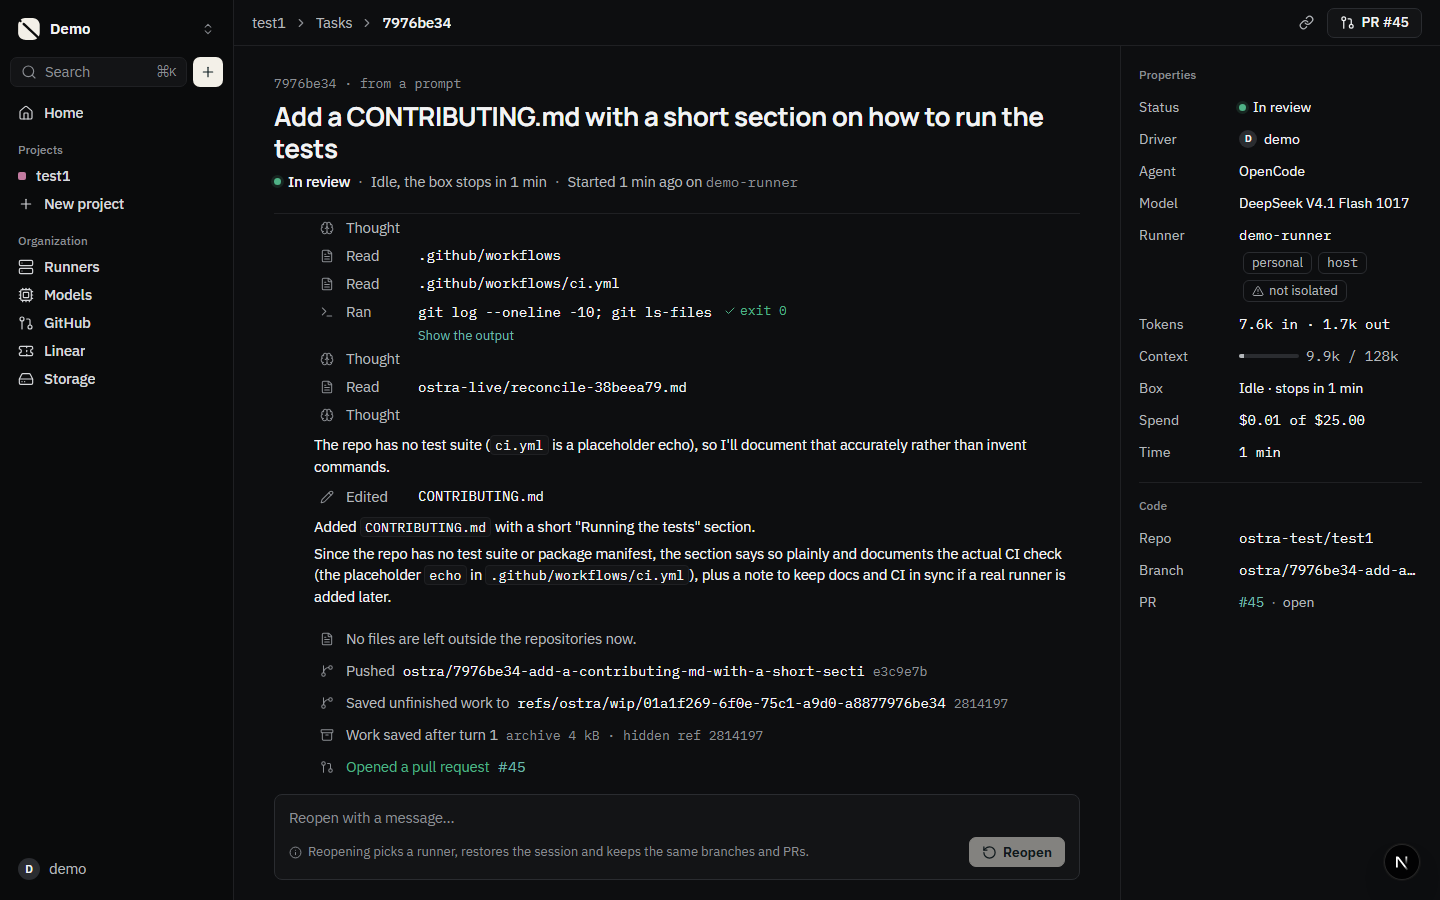 Demo
Search
⌘K
Home
Projects
test1
New project
Organization
Runners
Models
GitHub
Linear
Storage
D demo
test1 > Tasks > 7976be34
PR #45
7976be34 · from a prompt
Add a CONTRIBUTING.md with a short section on how to run the
tests
In review · Idle, the box stops in 1 min · Started 1 min ago on demo-runner
Thought
Read .github/workflows
Read .github/workflows/ci.yml
Ran git log --oneline -10; git ls-files exit 0
Show the output
Thought
Read ostra-live/reconcile-38beea79.md
Thought
The repo has no test suite (ci.yml is a placeholder echo), so I'll document that accurately rather than invent
commands.
Edited CONTRIBUTING.md
Added CONTRIBUTING.md with a short "Running the tests" section.
Since the repo has no test suite or package manifest, the section says so plainly and documents the actual CI check
(the placeholder echo in .github/workflows/ci.yml), plus a note to keep docs and CI in sync if a real runner is
added later.
No files are left outside the repositories now.
Pushed ostra/7976be34-add-a-contributing-md-with-a-short-secti e3c9e7b
Saved unfinished work to refs/ostra/wip/01a1f269-6f0e-75c1-a9d0-a8877976be34 2814197
Work saved after turn 1 archive 4 kB · hidden ref 2814197
Opened a pull request #45
Reopen with a message...
Reopening picks a runner, restores the session and keeps the same branches and PRs.
Reopen
Properties
Status In review
Driver D demo
Agent OpenCode
Model DeepSeek V4.1 Flash 1017
Runner demo-runner
personal host
not isolated
Tokens 7.6k in · 1.7k out
Context 9.9k / 128k
Box Idle · stops in 1 min
Spend $0.01 of $25.00
Time 1 min
Code
Repo ostra-test/test1
Branch ostra/7976be34-add-a…
PR #45 · open
N